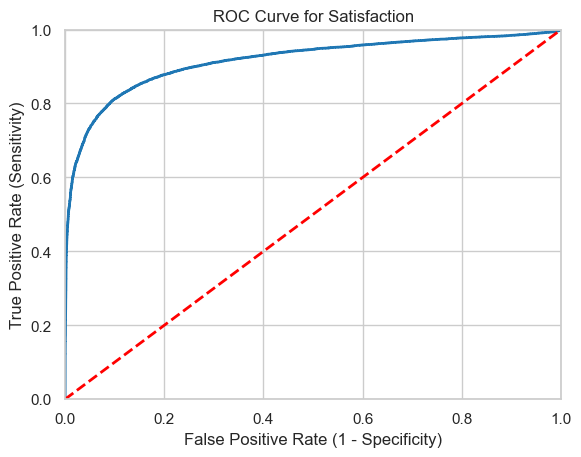 ROC Curve for Satisfaction
True Positive Rate (Sensitivity)
1.0
0.8
0.6
0.4
0.2
0.0
0.0 0.2 0.4 0.6 0.8 1.0
False Positive Rate (1 - Specificity)